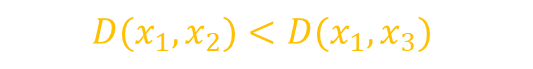 D(x₁, x₂) < D(x₁, x₃)